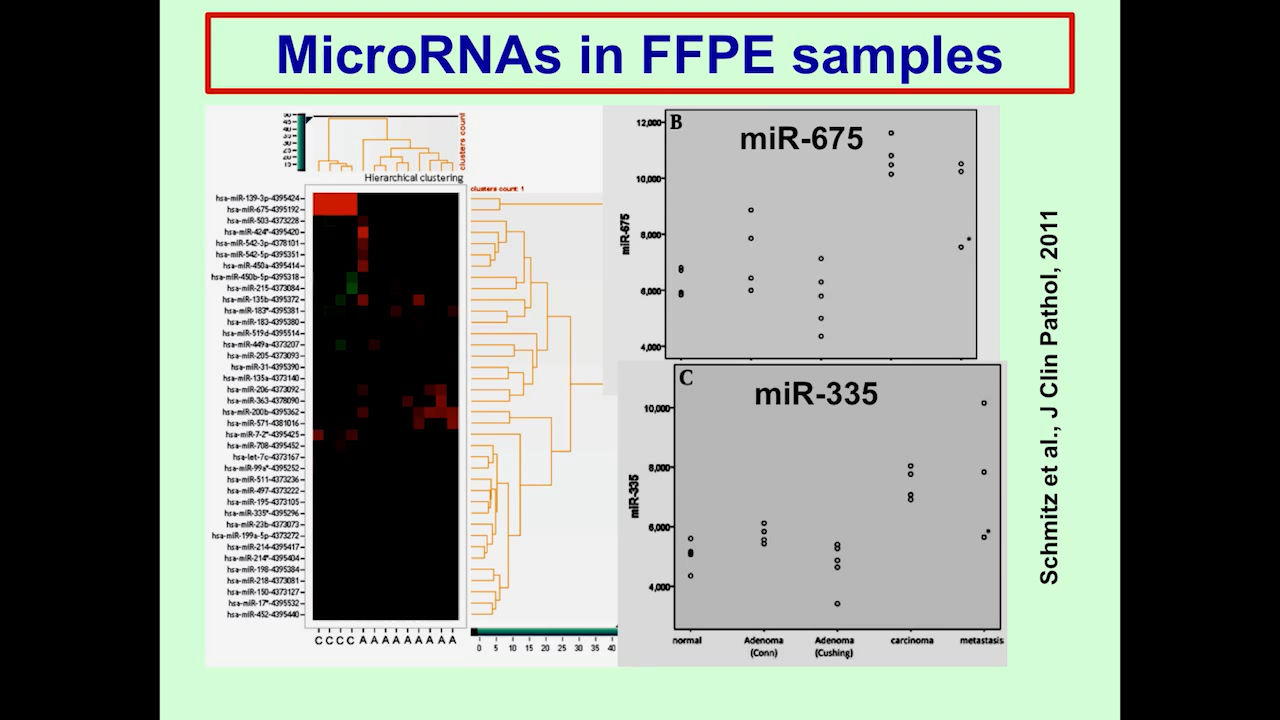 MicroRNAs in FFPE samples
clusters count
Hierarchical clustering
clusters count: 1
hsa-miR-139-3p-4395424
hsa-miR-675-4395192
hsa-miR-503-4373228
hsa-miR-424*-4395420
hsa-miR-542-3p-4378101
hsa-miR-542-5p-4395351
hsa-miR-450a-4395414
hsa-miR-450b-5p-4395318
hsa-miR-215-4373084
hsa-miR-135b-4395372
hsa-miR-183*-4395381
hsa-miR-183-4395380
hsa-miR-519d-4395514
hsa-miR-449a-4373207
hsa-miR-205-4373093
hsa-miR-31-4395390
hsa-miR-135a-4373140
hsa-miR-206-4373092
hsa-miR-363-4378090
hsa-miR-200b-4395362
hsa-miR-571-4381016
hsa-miR-7-2*-4395425
hsa-miR-708-4395452
hsa-let-7c-4373167
hsa-miR-99a*-4395252
hsa-miR-511-4373236
hsa-miR-497-4373222
hsa-miR-195-4373105
hsa-miR-335*-4395296
hsa-miR-23b-4373073
hsa-miR-199a-5p-4373272
hsa-miR-214-4395417
hsa-miR-214*-4395404
hsa-miR-198-4395384
hsa-miR-218-4373081
hsa-miR-150-4373127
hsa-miR-17*-4395532
hsa-miR-452-4395440
C C C C A A A A A A A A A
0 5 10 15 20 25 30 35 40
B
miR-675
miR-675
12,000
10,000
8,000
6,000
4,000
C
miR-335
miR-335
10,000
8,000
6,000
4,000
normal
Adenoma
(Conn)
Adenoma
(Cushing)
carcinoma
metastasis
Schmitz et al., J Clin Pathol, 2011